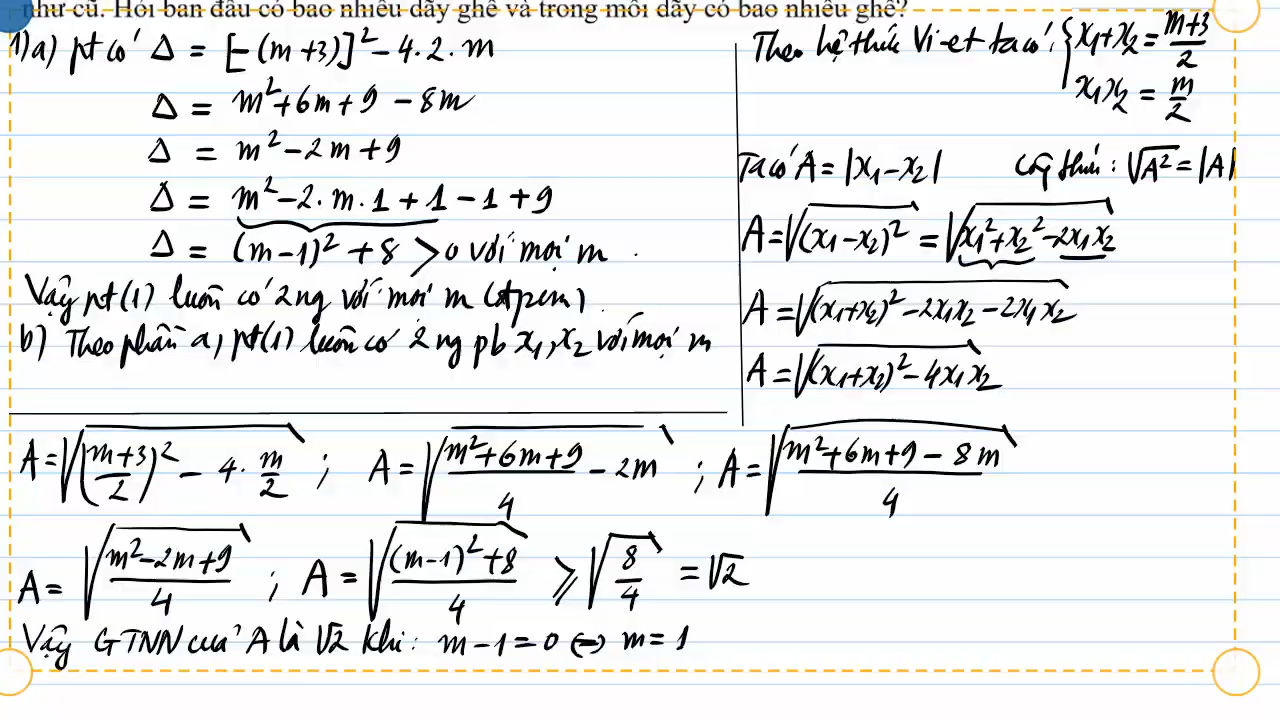 như cũ. Hỏi ban đầu có bao nhiêu dãy ghế và trong mỗi dãy có bao nhiêu ghế?
1) a) pt có Δ = [-(m+3)]² - 4.2.m
Δ = m²+6m+9 - 8m
Δ = m² - 2m + 9
Δ = m² - 2.m.1 + 1 - 1 + 9
Δ = (m-1)² + 8 > 0 với mọi m.
Vậy pt(1) luôn có 2ng với mọi m (đpcm)
b) Theo phần a, pt(1) luôn có 2 ng pb x₁, x₂ với mọi m
Theo hệ thức Vi-et ta có: { x₁+x₂ = (m+3)/2
x₁x₂ = m/2
Ta có A = |x₁-x₂| Công thức: √A² = |A|
A = √(x₁-x₂)² = √x₁²+x₂²-2x₁x₂
A = √(x₁+x₂)² - 2x₁x₂ - 2x₁x₂
A = √(x₁+x₂)² - 4x₁x₂
A = √((m+3)/2)² - 4.m/2 ; A = √(m²+6m+9)/4 - 2m ; A = √(m²+6m+9-8m)/4
A = √(m²-2m+9)/4 ; A = √((m-1)²+8)/4 ⩾ √8/4 = √2
Vậy GTNN của A là √2 khi: m-1=0 ⇔ m=1